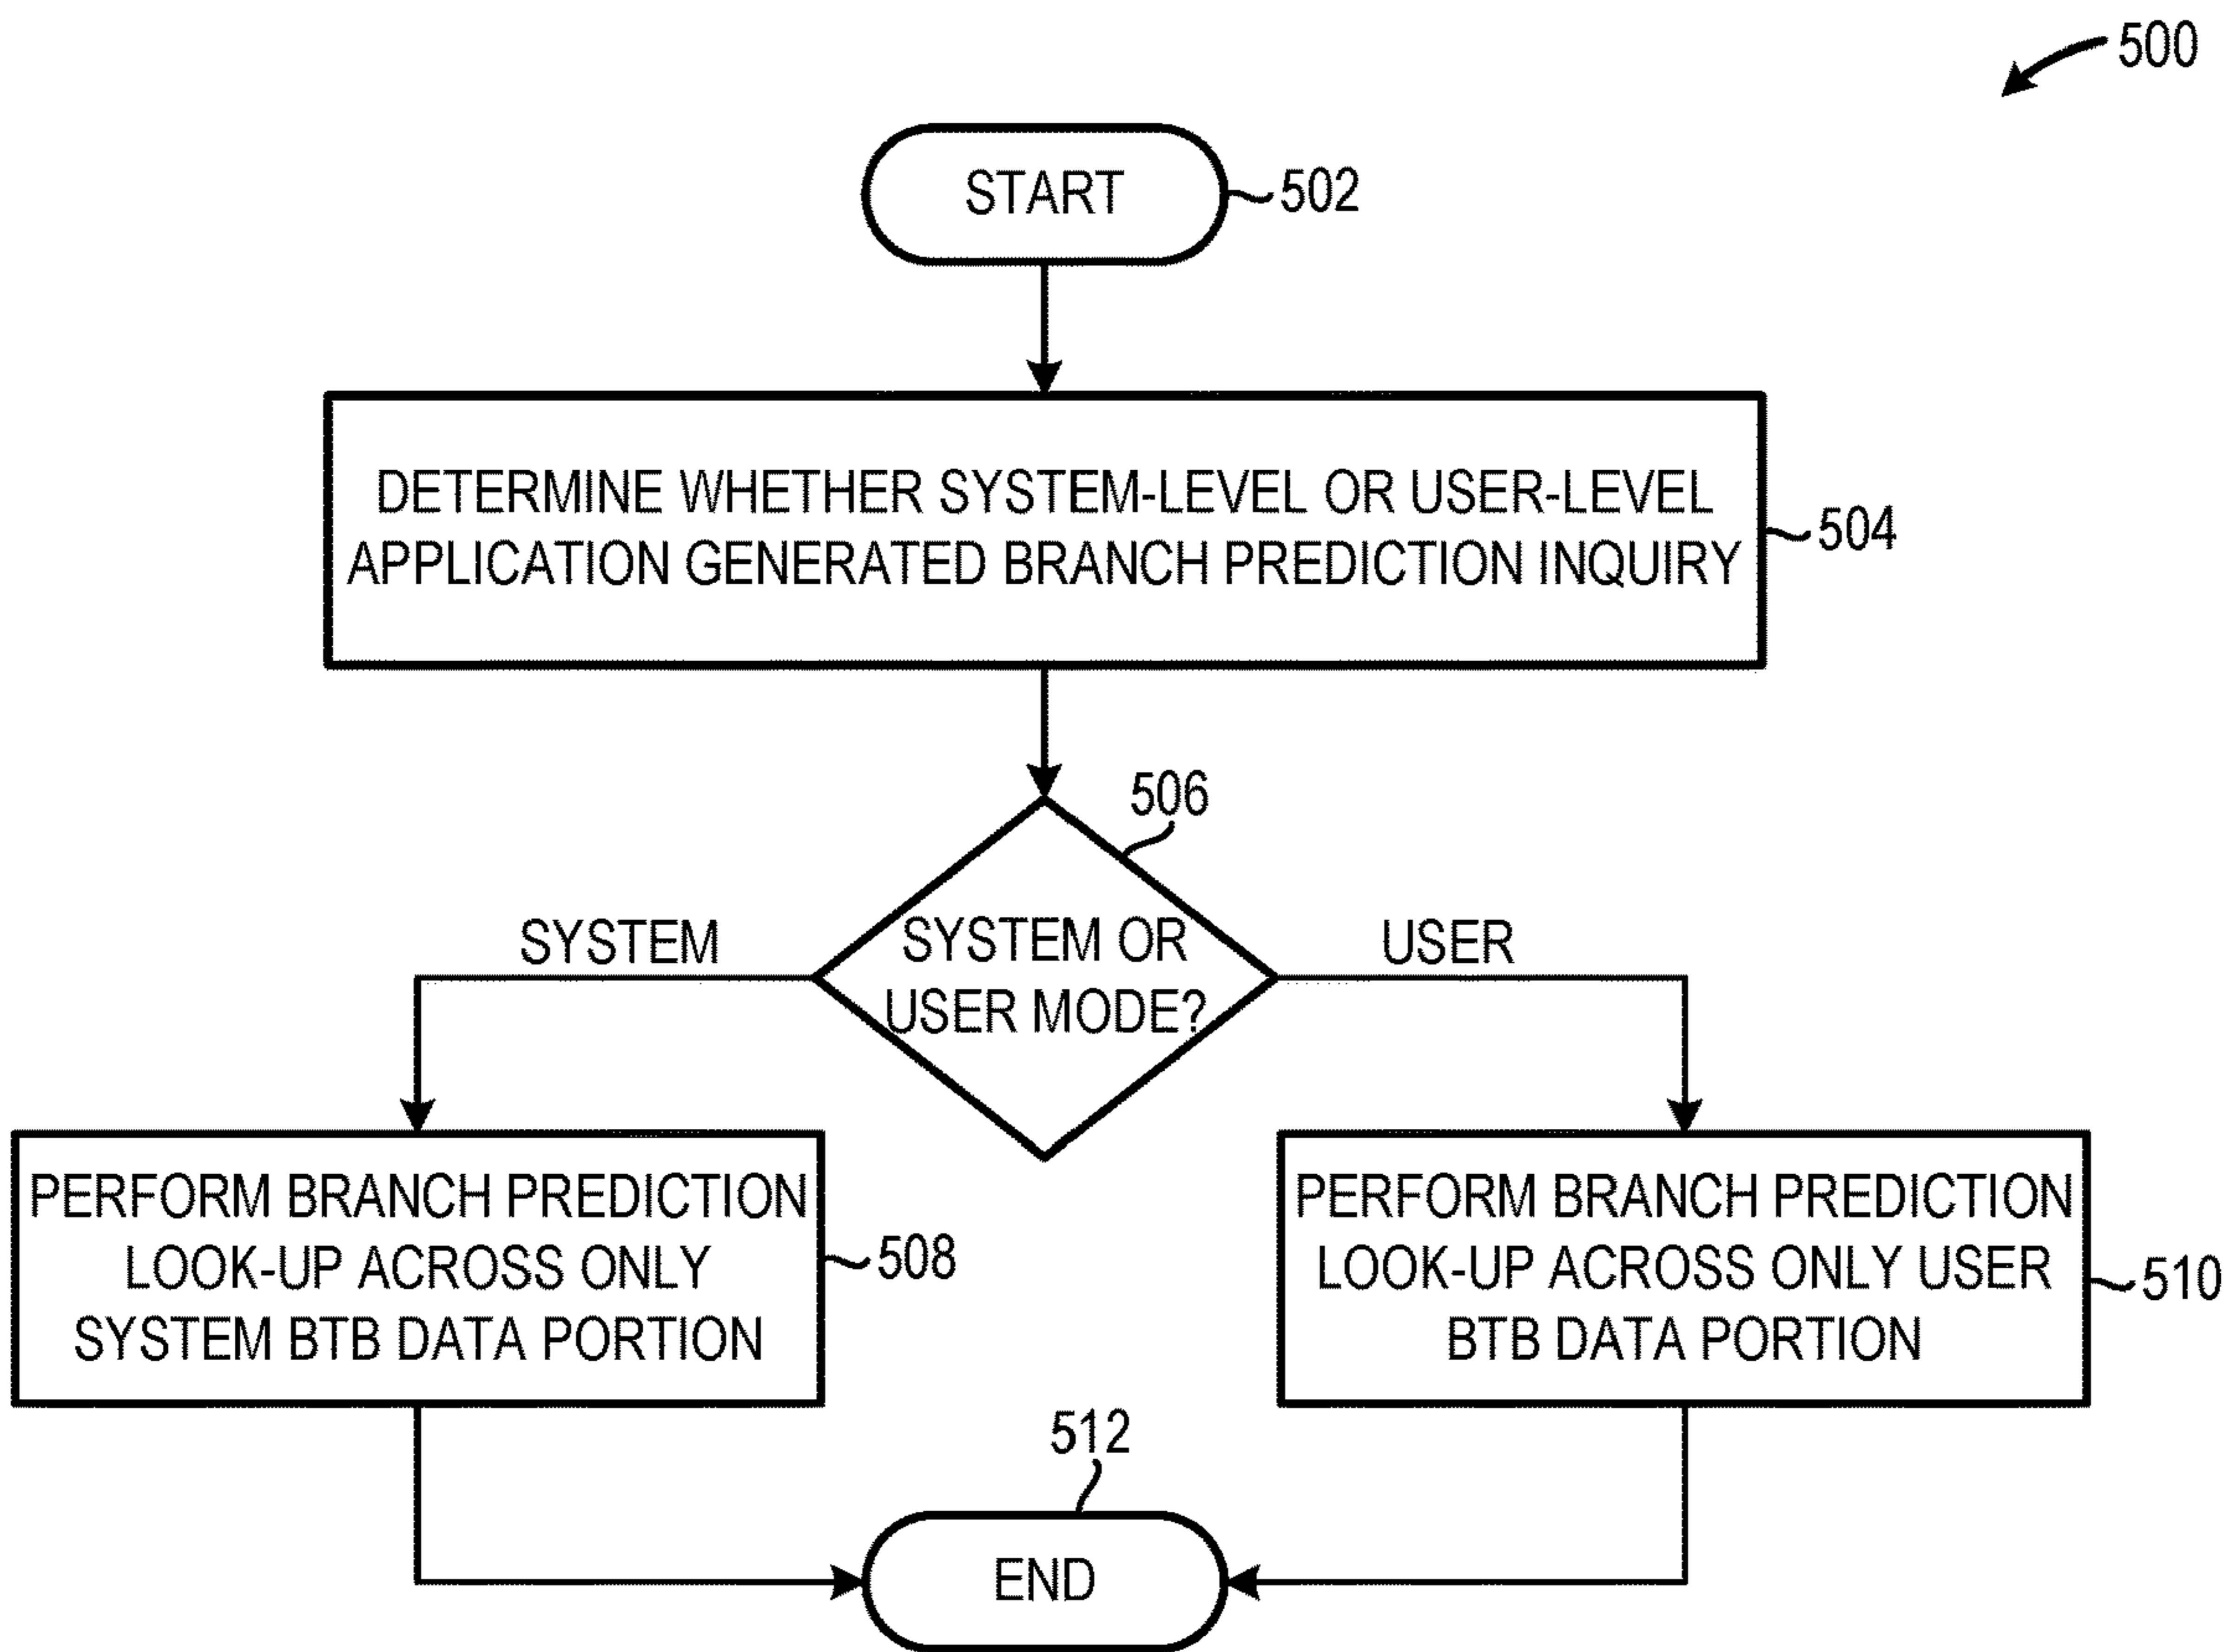 500
START
502
DETERMINE WHETHER SYSTEM-LEVEL OR USER-LEVEL
APPLICATION GENERATED BRANCH PREDICTION INQUIRY
504
506
SYSTEM OR
USER MODE?
SYSTEM
USER
PERFORM BRANCH PREDICTION
LOOK-UP ACROSS ONLY
SYSTEM BTB DATA PORTION
508
PERFORM BRANCH PREDICTION
LOOK-UP ACROSS ONLY USER
BTB DATA PORTION
510
512
END